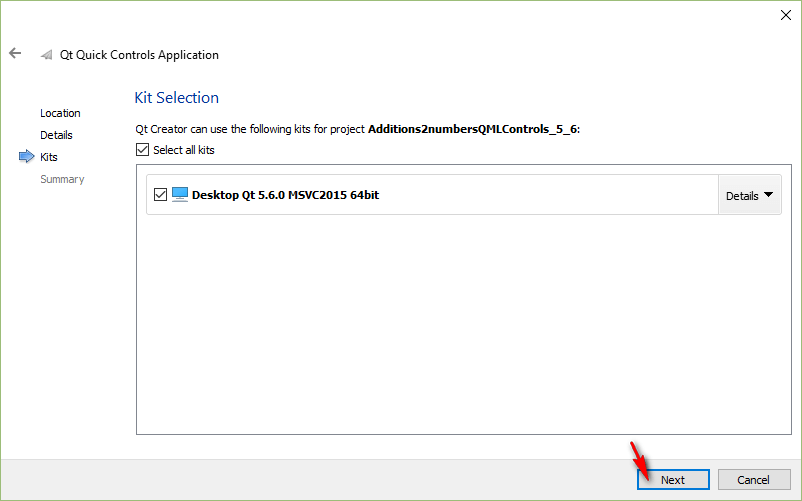 Qt Quick Controls Application
Location
Details
Kits
Summary
Kit Selection
Qt Creator can use the following kits for project Additions2numbersQMLControls_5_6:
Select all kits
Desktop Qt 5.6.0 MSVC2015 64bit
Details
Next
Cancel